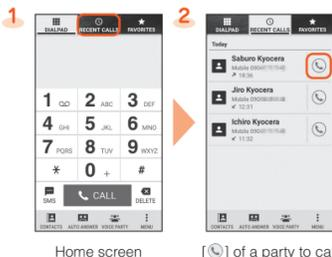 1
DIALPAD RECENT CALLS FAVORITES
1 2 ABC 3 DEF
4 GHI 5 JKL 6 MNO
7 PQRS 8 TUV 9 WXYZ
* 0 + #
SMS CALL DELETE
CONTACTS AUTO ANSWER VOICE PARTY MENU
Home screen
2
DIALPAD RECENT CALLS FAVORITES
Today
Saburo Kyocera
Mobile 090
18:36
Jiro Kyocera
Mobile 090
12:31
Ichiro Kyocera
Mobile 090
11:32
CONTACTS AUTO ANSWER VOICE PARTY MENU
[ ] of a party to ca